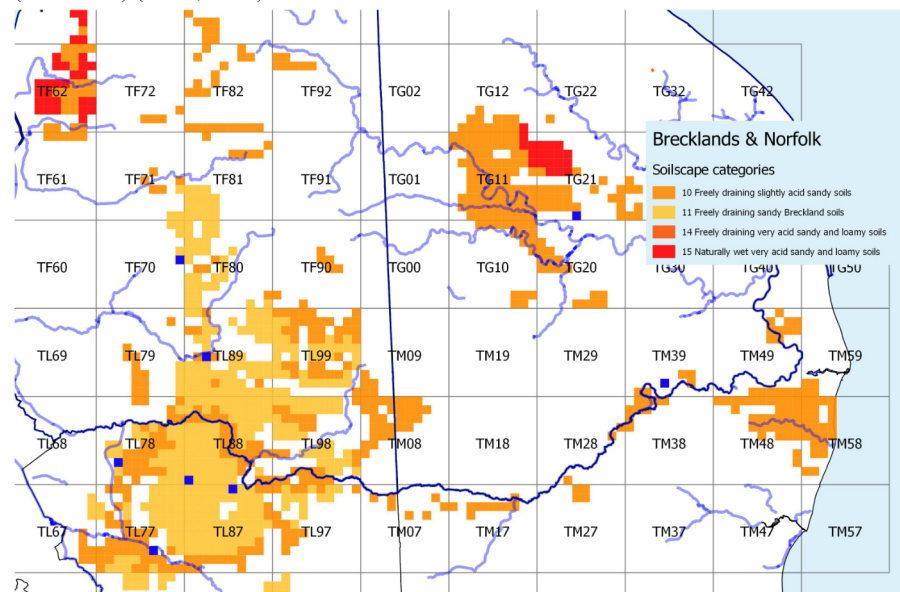 TF62 TF72 TF82 TF92 TG02 TG12 TG22 TG32 TG42
Brecklands & Norfolk
Soilscape categories
10 Freely draining slightly acid sandy soils
11 Freely draining sandy Breckland soils
14 Freely draining very acid sandy and loamy soils
15 Naturally wet very acid sandy and loamy soils
TF61 TF71 TF81 TF91 TG01 TG11 TG21
TF60 TF70 TF80 TF90 TG00 TG10 TG20 TG30 TG40 TG50
TL69 TL79 TL89 TL99 TM09 TM19 TM29 TM39 TM49 TM59
TL68 TL78 TL88 TL98 TM08 TM18 TM28 TM38 TM48 TM58
TL67 TL77 TL87 TL97 TM07 TM17 TM27 TM37 TM47 TM57